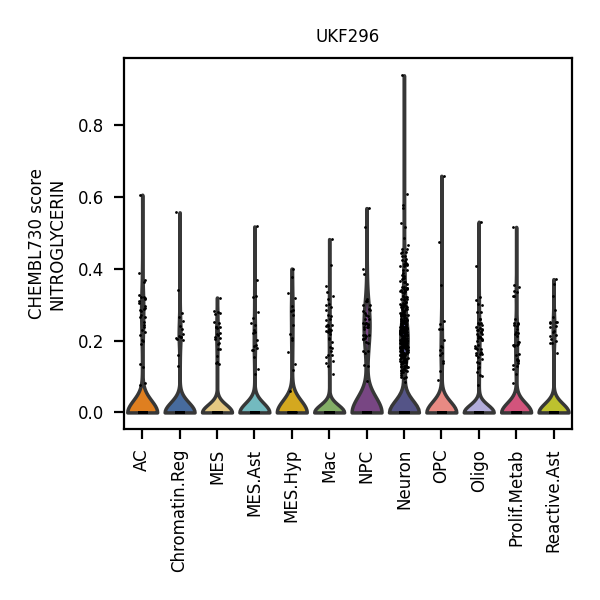 UKF296
CHEMBL730 score
NITROGLYCERIN
0.8
0.6
0.4
0.2
0.0
AC
Chromatin.Reg
MES
MES.Ast
MES.Hyp
Mac
NPC
Neuron
OPC
Oligo
Prolif.Metab
Reactive.Ast